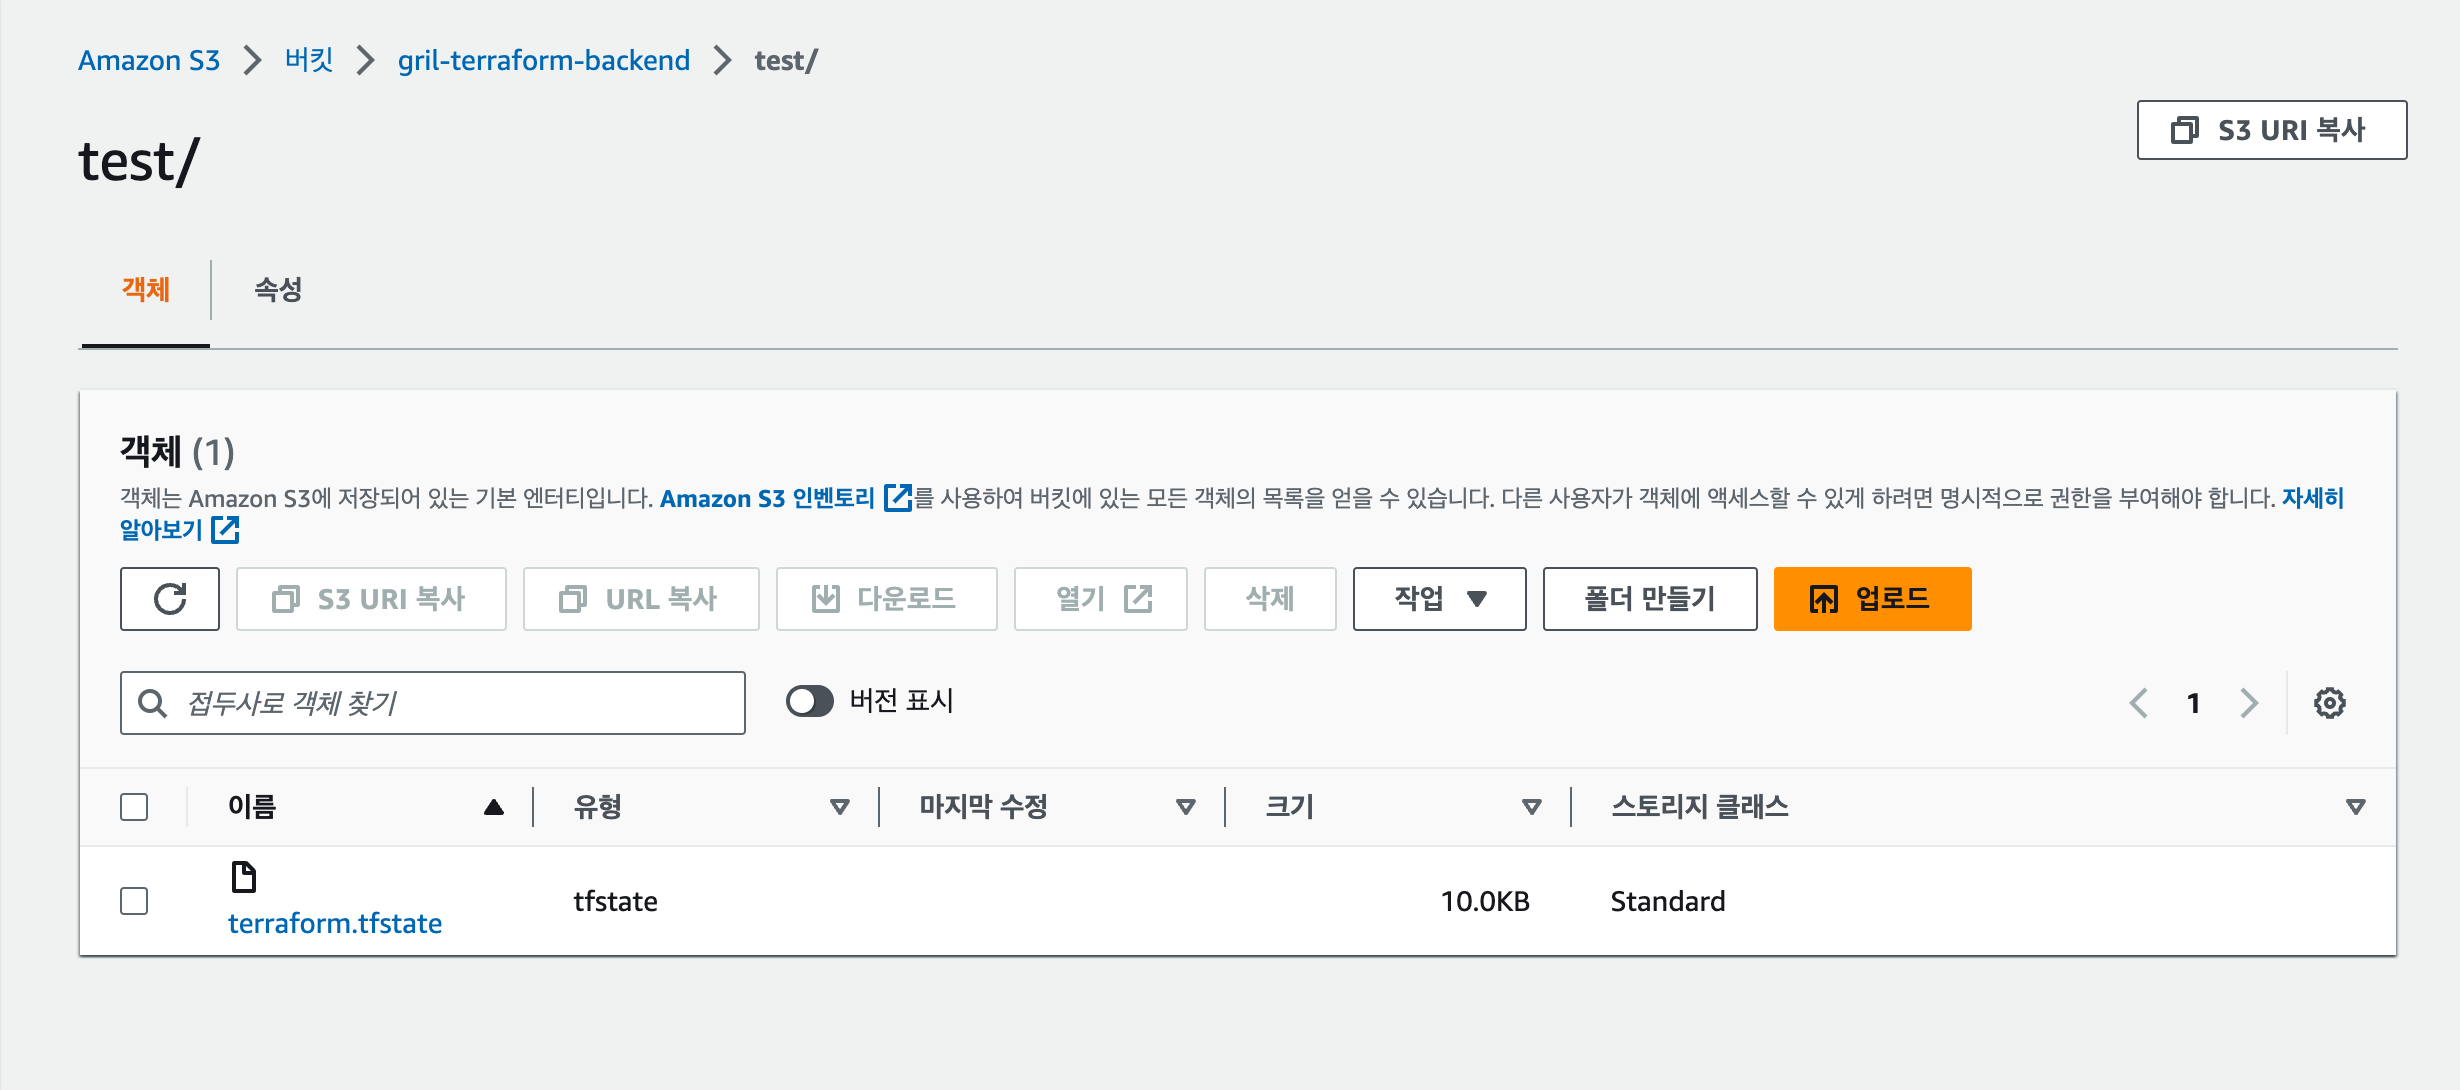 Amazon S3 > 버킷 > gril-terraform-backend > test/
test/
S3 URI 복사
객체
속성
객체 (1)
객체는 Amazon S3에 저장되어 있는 기본 엔터티입니다. Amazon S3 인벤토리를 사용하여 버킷에 있는 모든 객체의 목록을 얻을 수 있습니다. 다른 사용자가 객체에 액세스할 수 있게 하려면 명시적으로 권한을 부여해야 합니다. 자세히
알아보기
S3 URI 복사 URL 복사 다운로드 열기 삭제 작업 폴더 만들기 업로드
접두사로 객체 찾기 버전 표시 1
이름 유형 마지막 수정 크기 스토리지 클래스
terraform.tfstate tfstate 10.0KB Standard